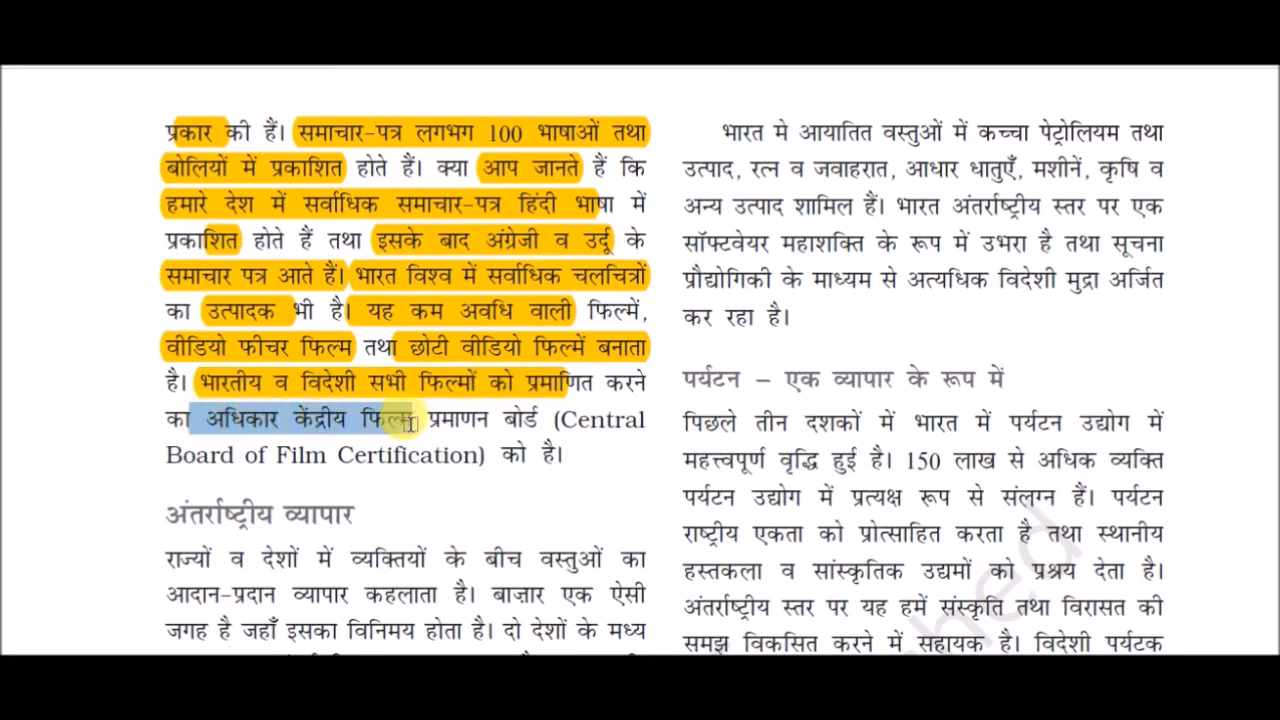 प्रकार की हैं। समाचार-पत्र लगभग 100 भाषाओं तथा
बोलियों में प्रकाशित होते हैं। क्या आप जानते हैं कि
हमारे देश में सर्वाधिक समाचार-पत्र हिंदी भाषा में
प्रकाशित होते हैं तथा इसके बाद अंग्रेजी व उर्दू के
समाचार पत्र आते हैं। भारत विश्व में सर्वाधिक चलचित्रों
का उत्पादक भी है। यह कम अवधि वाली फिल्में,
वीडियो फीचर फिल्म तथा छोटी वीडियो फिल्में बनाता
है। भारतीय व विदेशी सभी फिल्मों को प्रमाणित करने
का अधिकार केंद्रीय फिल्म प्रमाणन बोर्ड (Central
Board of Film Certification) को है।
अंतर्राष्ट्रीय व्यापार
राज्यों व देशों में व्यक्तियों के बीच वस्तुओं का
आदान-प्रदान व्यापार कहलाता है। बाज़ार एक ऐसी
जगह है जहाँ इसका विनिमय होता है। दो देशों के मध्य
भारत मे आयातित वस्तुओं में कच्चा पेट्रोलियम तथा
उत्पाद, रत्न व जवाहरात, आधार धातुएँ, मशीनें, कृषि व
अन्य उत्पाद शामिल हैं। भारत अंतर्राष्ट्रीय स्तर पर एक
सॉफ्टवेयर महाशक्ति के रूप में उभरा है तथा सूचना
प्रौद्योगिकी के माध्यम से अत्यधिक विदेशी मुद्रा अर्जित
कर रहा है।
पर्यटन – एक व्यापार के रूप में
पिछले तीन दशकों में भारत में पर्यटन उद्योग में
महत्त्वपूर्ण वृद्धि हुई है। 150 लाख से अधिक व्यक्ति
पर्यटन उद्योग में प्रत्यक्ष रूप से संलग्न हैं। पर्यटन
राष्ट्रीय एकता को प्रोत्साहित करता है तथा स्थानीय
हस्तकला व सांस्कृतिक उद्यमों को प्रश्रय देता है।
अंतर्राष्ट्रीय स्तर पर यह हमें संस्कृति तथा विरासत की
समझ विकसित करने में सहायक है। विदेशी पर्यटक